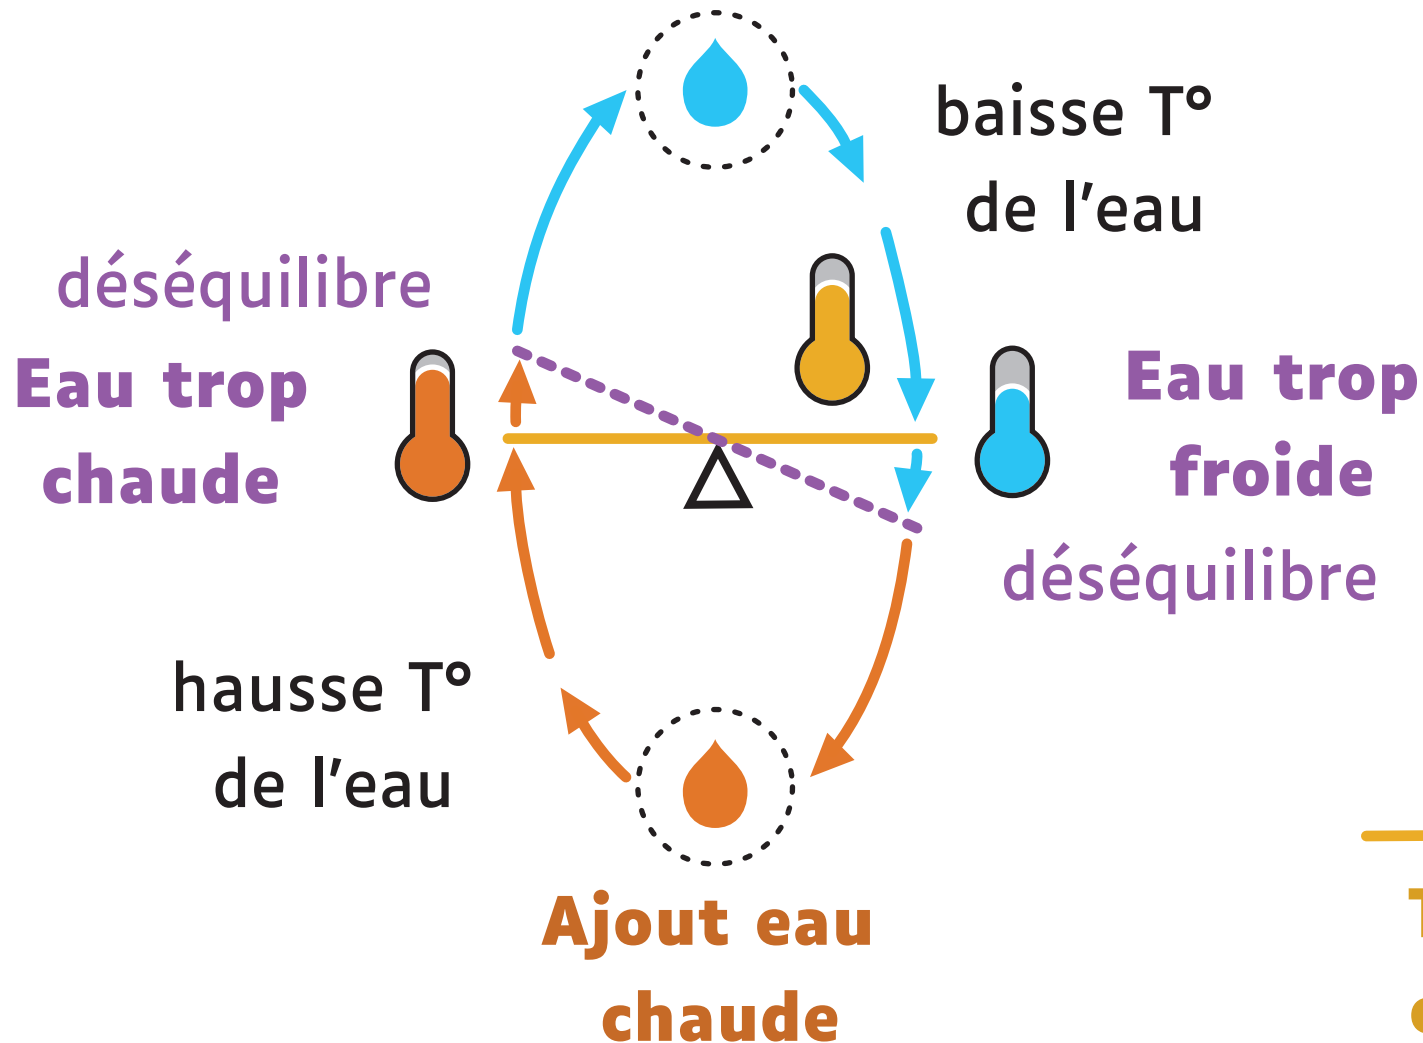 baisse T°
de l'eau
déséquilibre
Eau trop
chaude
Eau trop
froide
déséquilibre
hausse T°
de l'eau
Ajout eau
chaude